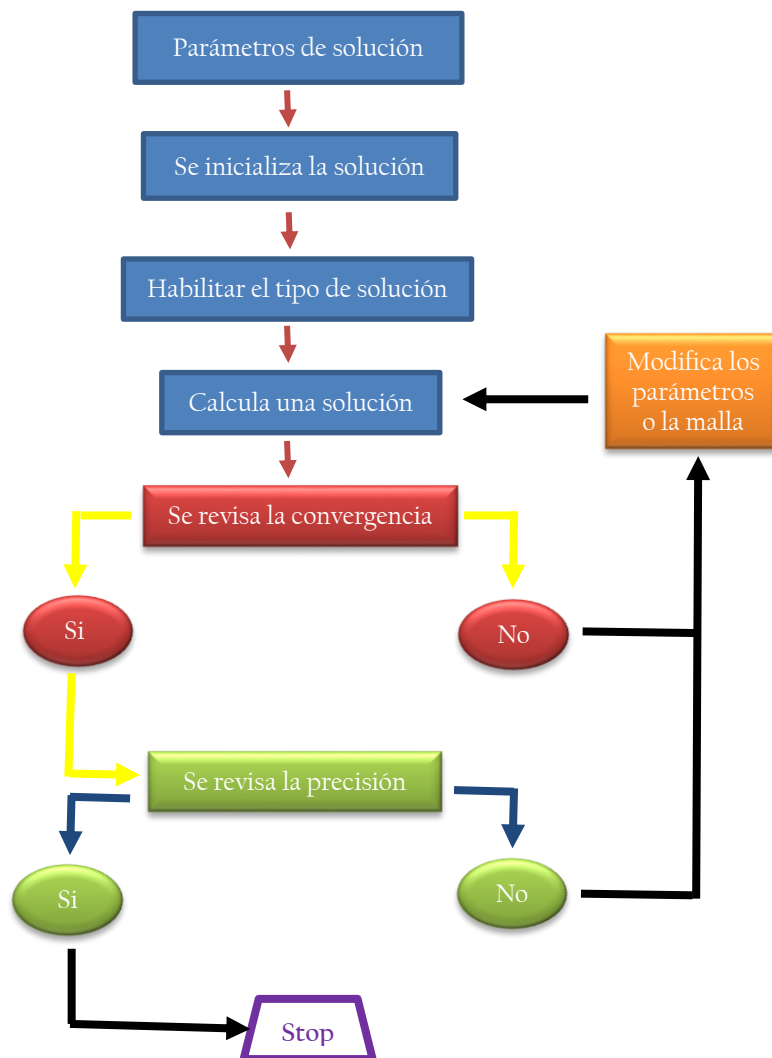 Parámetros de solución
Se inicializa la solución
Habilitar el tipo de solución
Modifica los
parámetros
o la malla
Calcula una solución
Se revisa la convergencia
Si
No
Se revisa la precisión
Si
No
Stop